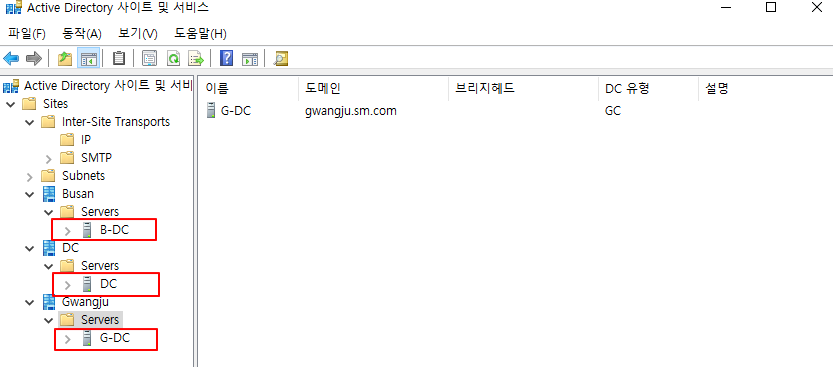 Active Directory 사이트 및 서비스
파일(F) 동작(A) 보기(V) 도움말(H)
Active Directory 사이트 및 서비
Sites
Inter-Site Transports
IP
SMTP
Subnets
Busan
Servers
B-DC
DC
Servers
DC
Gwangju
Servers
G-DC
이름 도메인 브리지헤드 DC 유형 설명
G-DC gwangju.sm.com GC